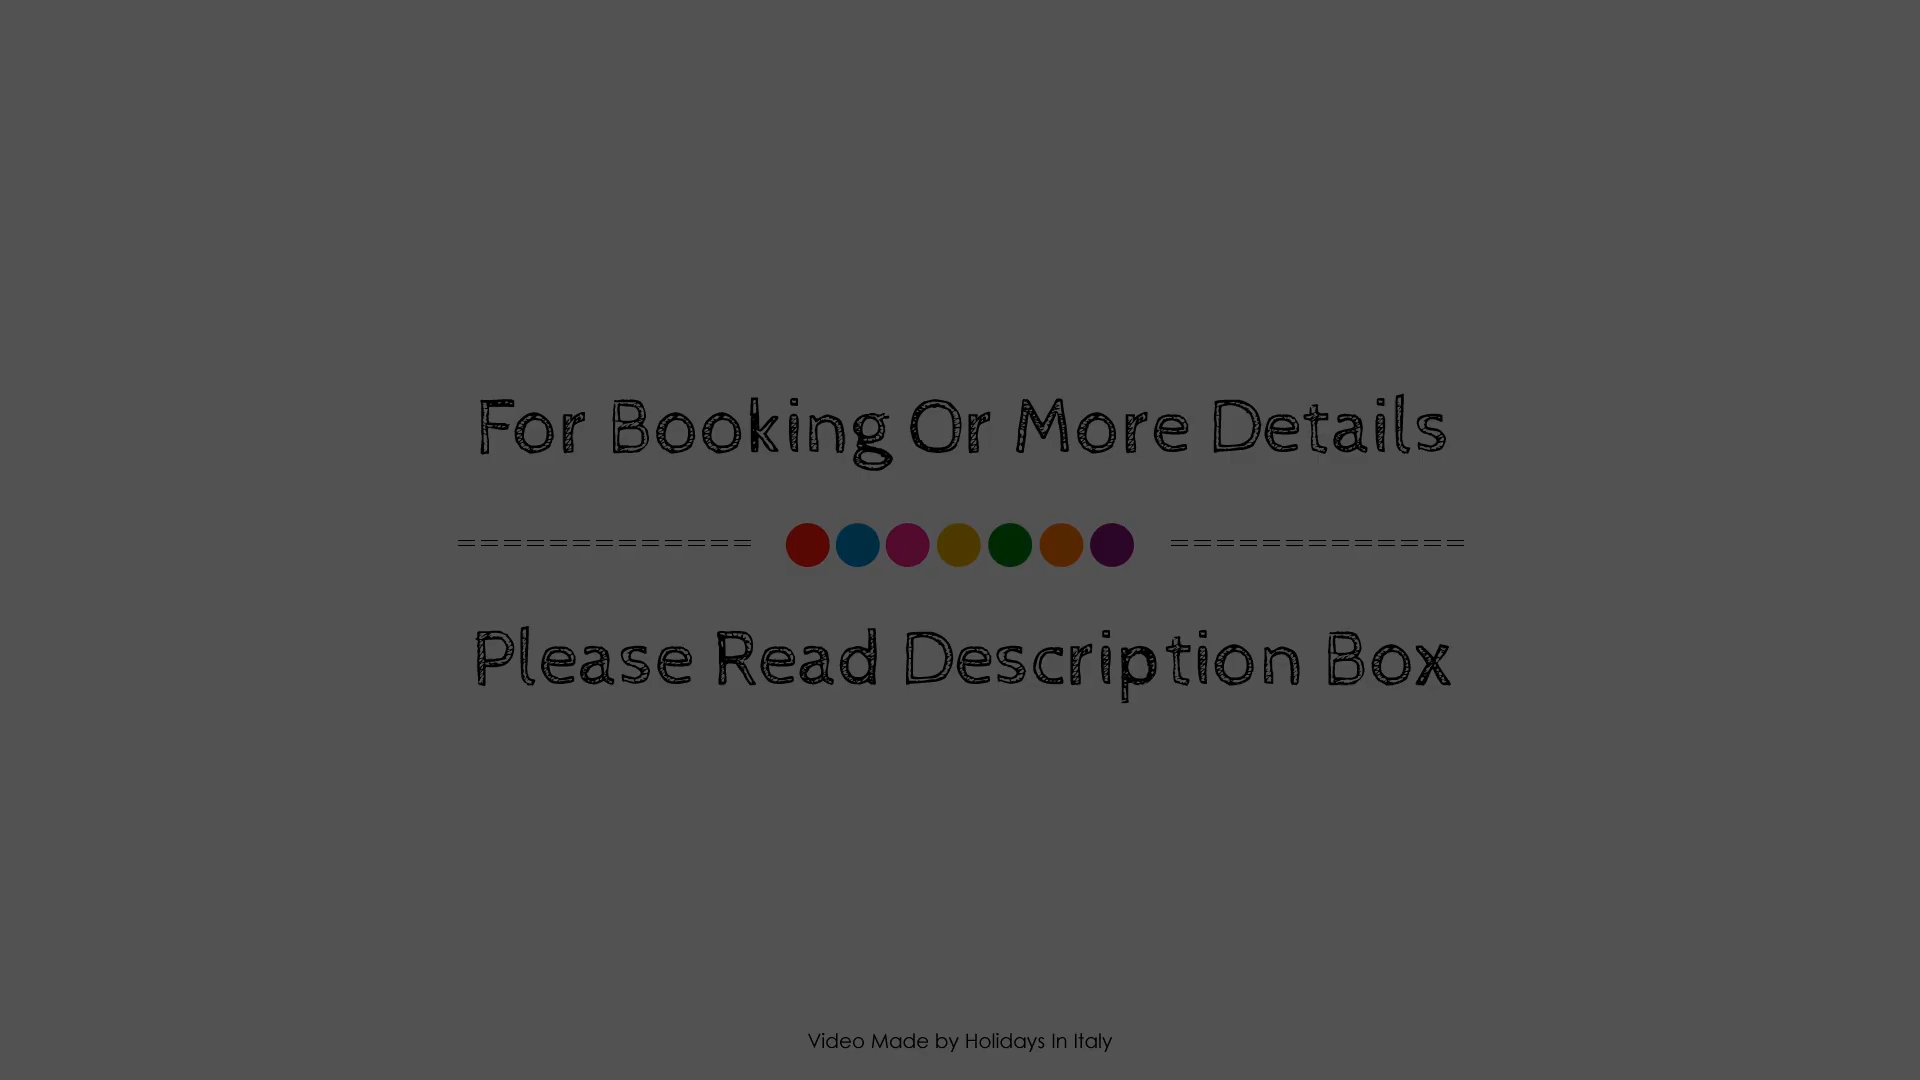 For Booking Or More Details
============= =============
Please Read Description Box
Video Made by Holidays In Italy